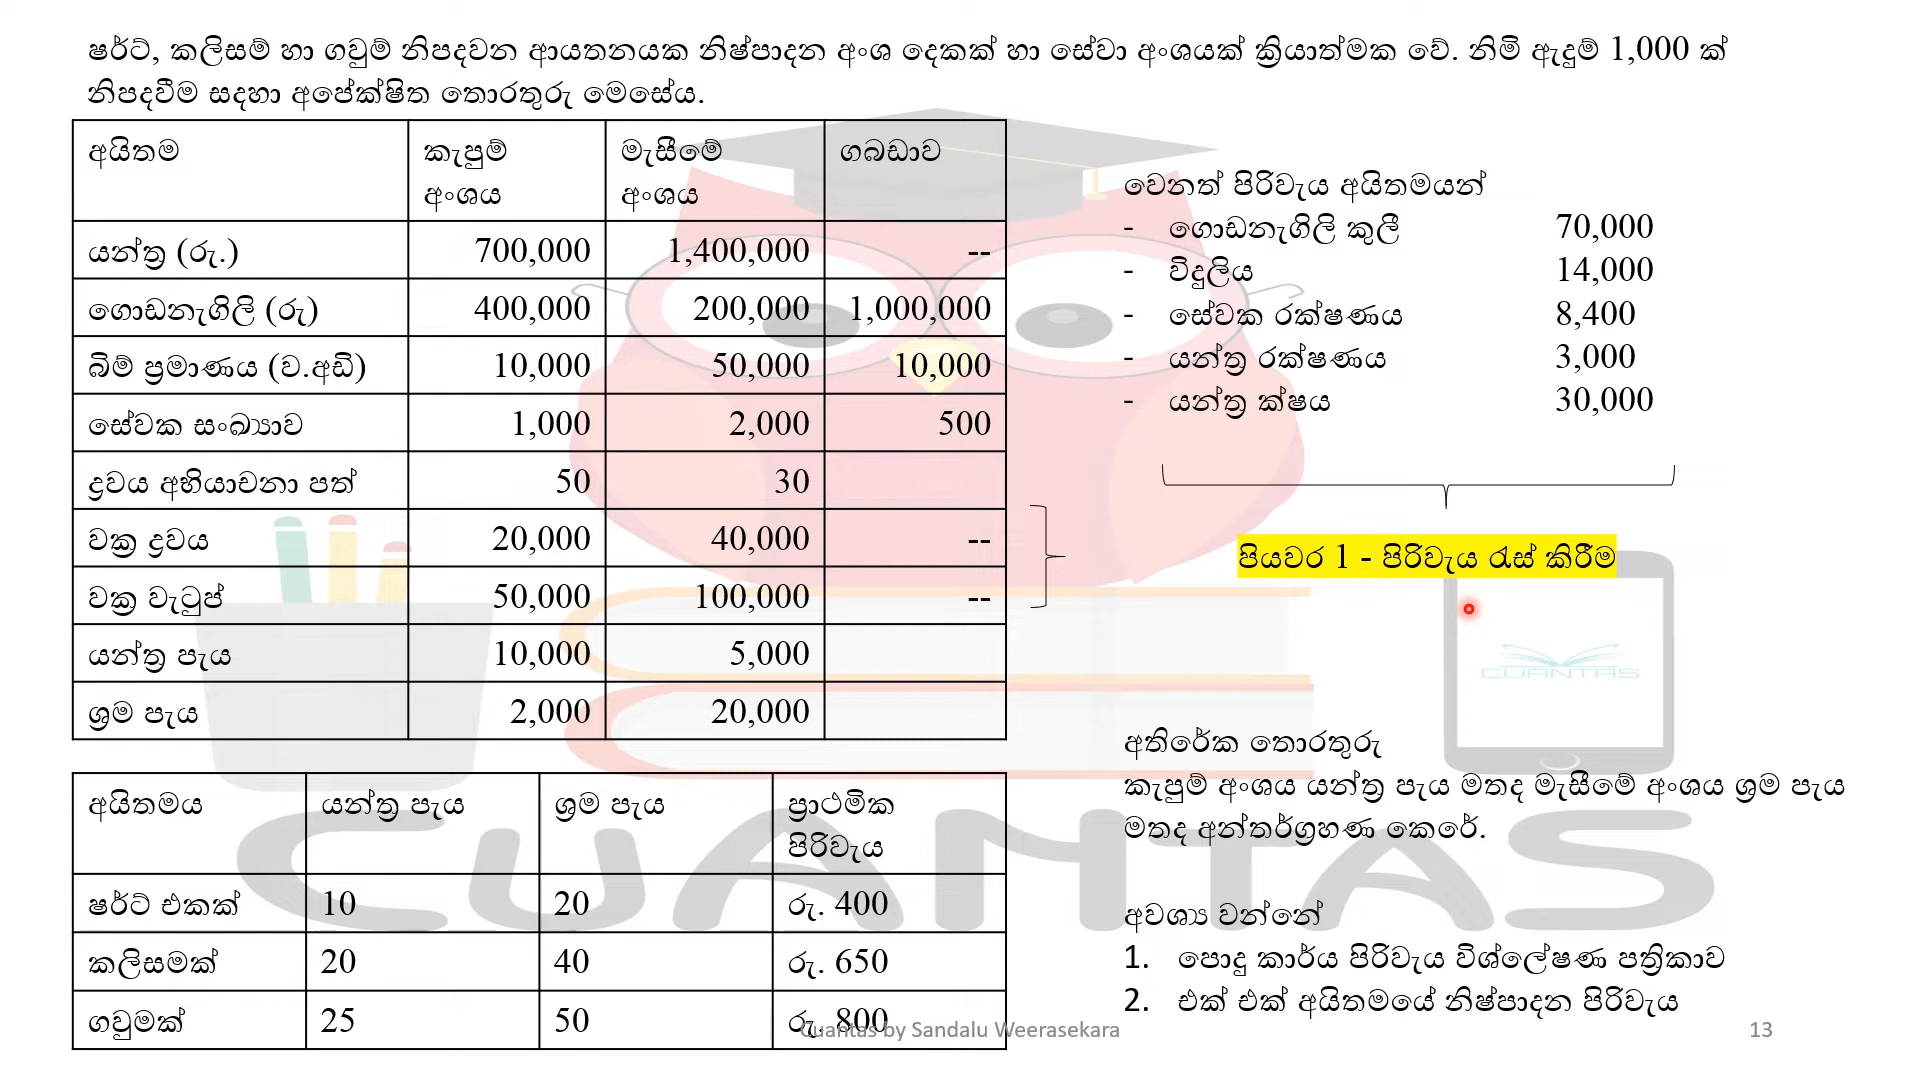 ෂර්ට්, කලිසම් හා ගවුම් නිපදවන ආයතනයක නිෂ්පාදන අංශ දෙකක් හා සේවා අංශයක් ක්‍රියාත්මක වේ. නිමි ඇඳුම් 1,000 ක්
නිපදවීම සදහා අපේක්ෂිත තොරතුරු මෙසේය.
අයිතම කැපුම් අංශය මැසීමේ අංශය ගබඩාව
යන්ත්‍ර (රු.) 700,000 1,400,000 --
ගොඩනැගිලි (රු) 400,000 200,000 1,000,000
බිම් ප්‍රමාණය (ව.අඩි) 10,000 50,000 10,000
සේවක සංඛ්‍යාව 1,000 2,000 500
ද්‍රව්‍ය අභියාචනා පත් 50 30
වක්‍ර ද්‍රව්‍ය 20,000 40,000 --
වක්‍ර වැටුප් 50,000 100,000 --
යන්ත්‍ර පැය 10,000 5,000
ශ්‍රම පැය 2,000 20,000
වෙනත් පිරිවැය අයිතමයන්
- ගොඩනැගිලි කුලී 70,000
- විදුලිය 14,000
- සේවක රක්ෂණය 8,400
- යන්ත්‍ර රක්ෂණය 3,000
- යන්ත්‍ර ක්ෂය 30,000
පියවර 1 - පිරිවැය රැස් කිරීම
CUANTAS
අයිතමය යන්ත්‍ර පැය ශ්‍රම පැය ප්‍රාථමික පිරිවැය
ෂර්ට් එකක් 10 20 රු. 400
කලිසමක් 20 40 රු. 650
ගවුමක් 25 50 රු. 800
අතිරේක තොරතුරු
කැපුම් අංශය යන්ත්‍ර පැය මතද මැසීමේ අංශය ශ්‍රම පැය
මතද අන්තර්ග්‍රහණ කෙරේ.
අවශ්‍ය වන්නේ
1. පොදු කාර්ය පිරිවැය විශ්ලේෂණ පත්‍රිකාව
2. එක් එක් අයිතමයේ නිෂ්පාදන පිරිවැය
CUANTAS
Cuantas by Sandalu Weerasekara 13